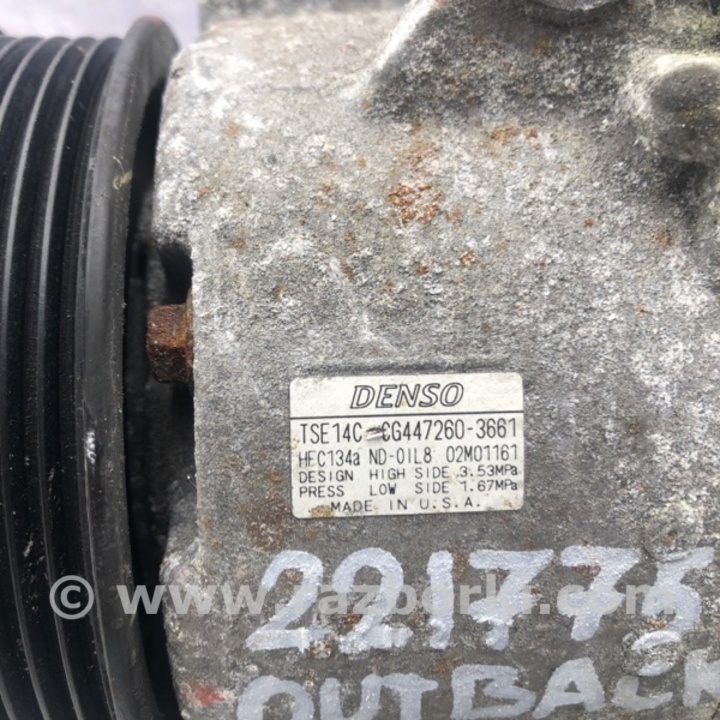 DENSO
TSE14C CG447260-3661
HFC134a ND-OIL8 02M01161
DESIGN HIGH SIDE 3.53MPa
PRESS LOW SIDE 1.67MPa
MADE IN U.S.A.
221775
© www.razborka.com
OUTBACK